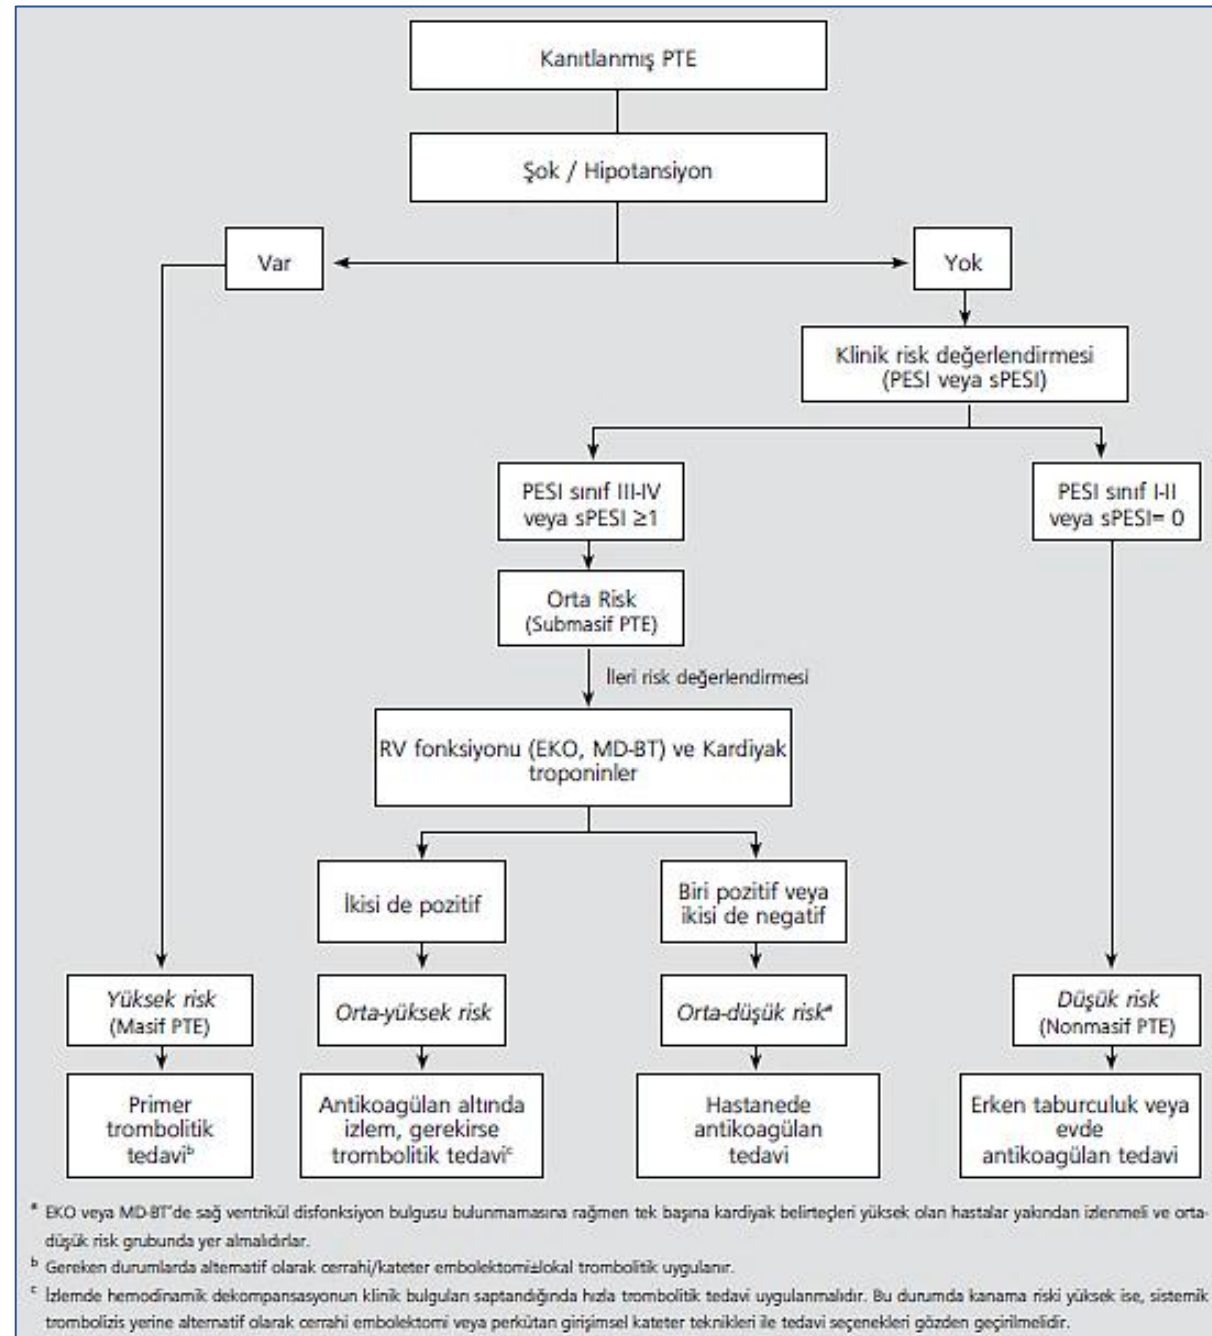 Kanıtlanmış PTE
Şok / Hipotansiyon
Var
Yok
Klinik risk değerlendirmesi
(PESI veya sPESI)
PESI sınıf III-IV
veya sPESI ≥1
PESI sınıf I-II
veya sPESI= 0
Orta Risk
(Submasif PTE)
İleri risk değerlendirmesi
RV fonksiyonu (EKO, MD-BT) ve Kardiyak
troponinler
İkisi de pozitif
Biri pozitif veya
ikisi de negatif
Yüksek risk
(Masif PTE)
Orta-yüksek risk
Orta-düşük riskᵃ
Düşük risk
(Nonmasif PTE)
Primer
trombolitik
tedaviᵇ
Antikoagülan altında
izlem, gerekirse
trombolitik tedaviᶜ
Hastanede
antikoagülan
tedavi
Erken taburculuk veya
evde
antikoagülan tedavi
ᵃ EKO veya MD-BT'de sağ ventrikül disfonksiyon bulgusu bulunmamasına rağmen tek başına kardiyak belirteçleri yüksek olan hastalar yakından izlenmeli ve orta-
düşük risk grubunda yer almalıdırlar.
ᵇ Gereken durumlarda alternatif olarak cerrahi/kateter embolektomi±lokal trombolitik uygulanır.
ᶜ İzlemde hemodinamik dekompansasyonun klinik bulguları saptandığında hızla trombolitik tedavi uygulanmalıdır. Bu durumda kanama riski yüksek ise, sistemik
trombolizis yerine alternatif olarak cerrahi embolektomi veya perkütan girişimsel kateter teknikleri ile tedavi seçenekleri gözden geçirilmelidir.